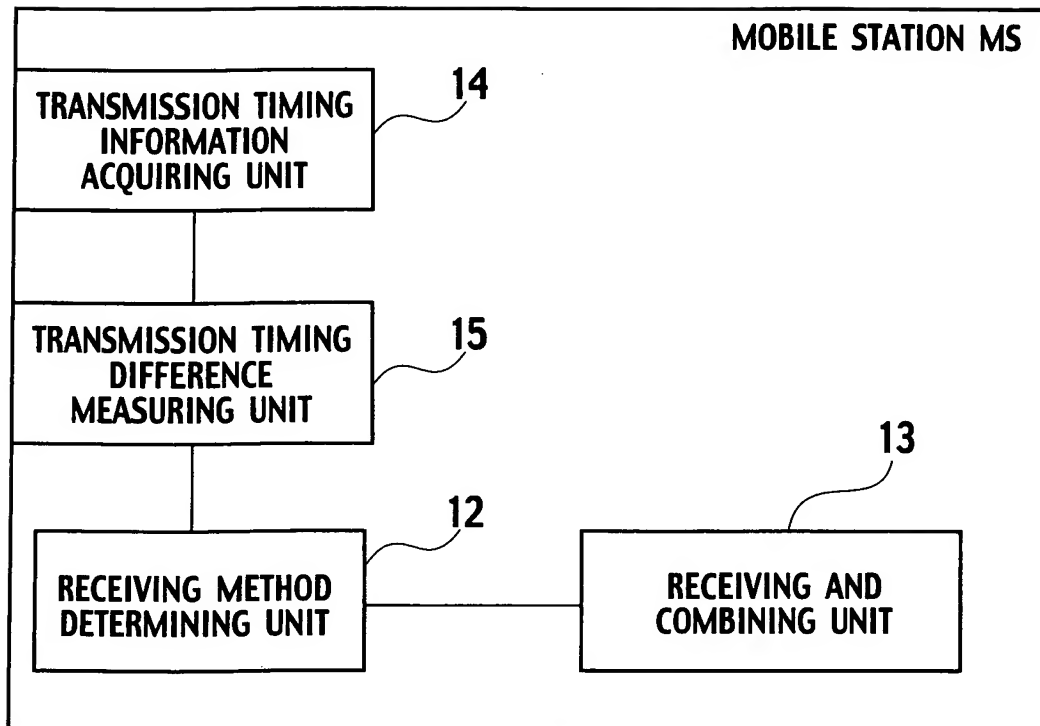 MOBILE STATION MS
14
TRANSMISSION TIMING
INFORMATION
ACQUIRING UNIT
15
TRANSMISSION TIMING
DIFFERENCE
MEASURING UNIT
13
12
RECEIVING METHOD
DETERMINING UNIT
RECEIVING AND
COMBINING UNIT